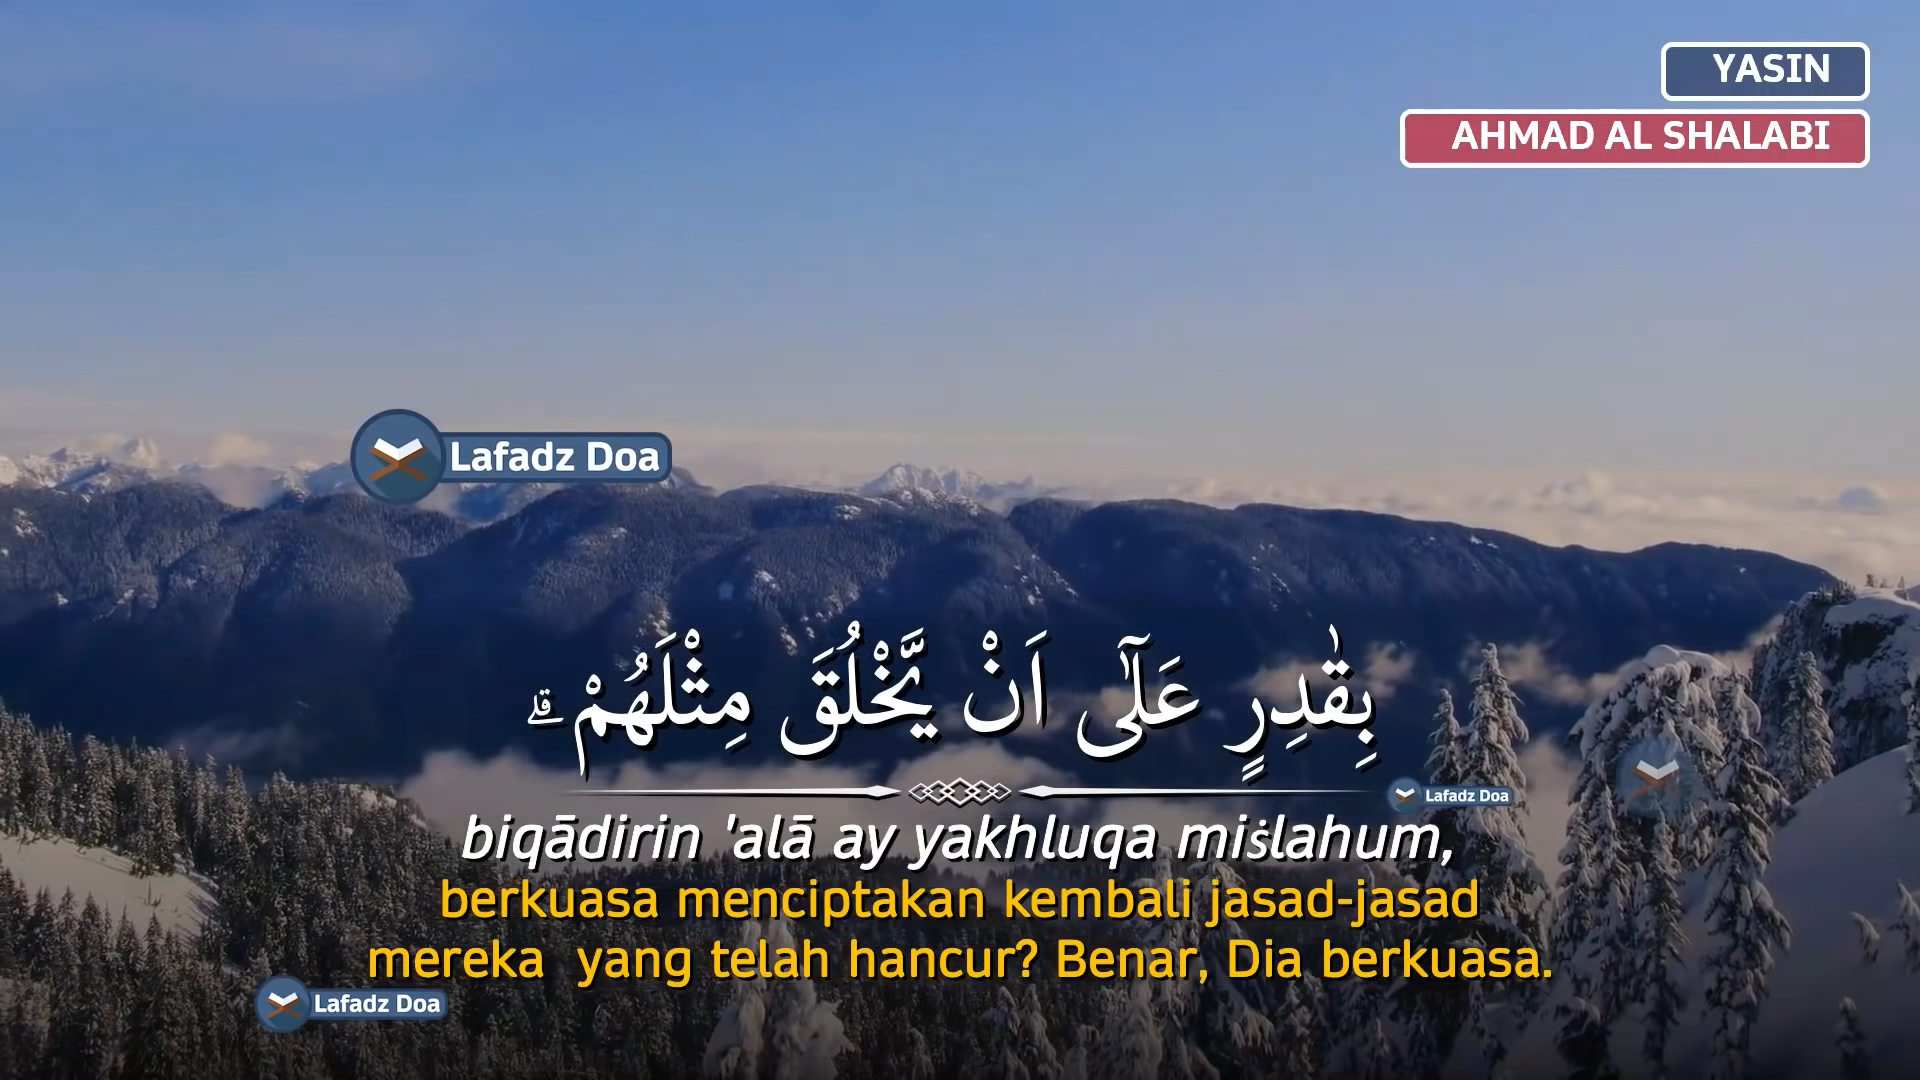 YASIN
AHMAD AL SHALABI
Lafadz Doa
بِقٰدِرٍ عَلٰٓى اَنْ يَّخْلُقَ مِثْلَهُمْ ۗ
Lafadz Doa
biqādirin 'alā ay yakhluqa miṡlahum,
berkuasa menciptakan kembali jasad-jasad
mereka  yang telah hancur? Benar, Dia berkuasa.
Lafadz Doa